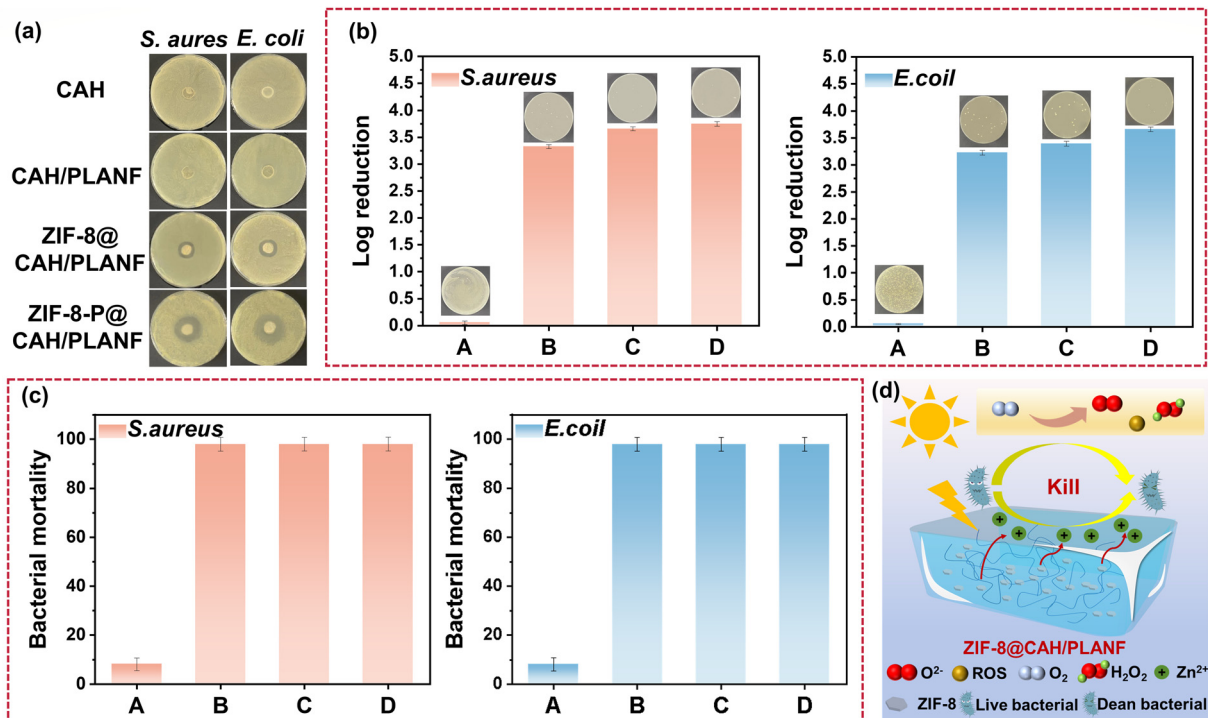 (a)
S. aures E. coli
CAH
CAH/PLANF
ZIF-8@
CAH/PLANF
ZIF-8-P@
CAH/PLANF
(b)
Log reduction
5.0
4.5
4.0
3.5
3.0
2.5
2.0
1.5
1.0
0.5
0.0
S.aureus
A B C D
Log reduction
5.0
4.5
4.0
3.5
3.0
2.5
2.0
1.5
1.0
0.5
0.0
E.coil
A B C D
(c)
Bacterial mortality
100
80
60
40
20
0
S.aureus
A B C D
Bacterial mortality
100
80
60
40
20
0
E.coil
A B C D
(d)
Kill
ZIF-8@CAH/PLANF
O²⁻ ROS O₂ H₂O₂ Zn²⁺
ZIF-8 Live bacterial Dean bacterial